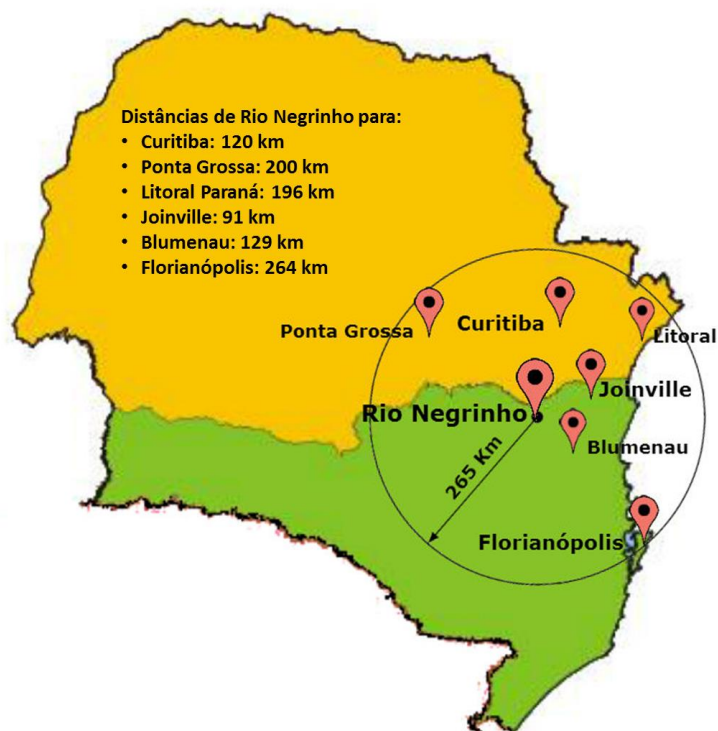 Distâncias de Rio Negrinho para:
• Curitiba: 120 km
• Ponta Grossa: 200 km
• Litoral Paraná: 196 km
• Joinville: 91 km
• Blumenau: 129 km
• Florianópolis: 264 km
Ponta Grossa
Curitiba
Litoral
Joinville
Rio Negrinho
Blumenau
265 Km
Florianópolis